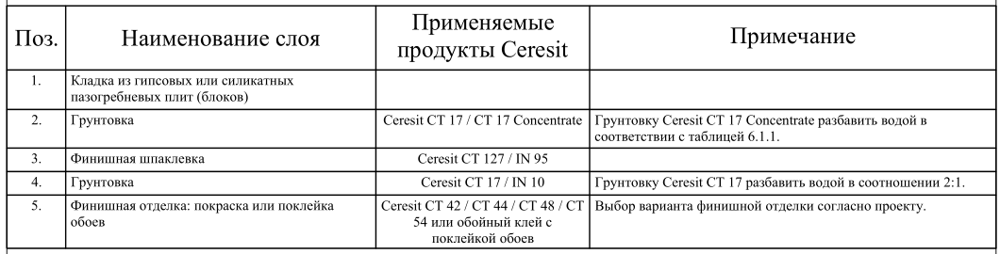 Поз.
Наименование слоя
Применяемые
продукты Ceresit
Примечание
1.
Кладка из гипсовых или силикатных
пазогребневых плит (блоков)
2.
Грунтовка
Ceresit CT 17 / CT 17 Concentrate
Грунтовку Ceresit CT 17 Concentrate разбавить водой в
соответствии с таблицей 6.1.1.
3.
Финишная шпаклевка
Ceresit CT 127 / IN 95
4.
Грунтовка
Ceresit CT 17 / IN 10
Грунтовку Ceresit CT 17 разбавить водой в соотношении 2:1.
5.
Финишная отделка: покраска или поклейка
обоев
Ceresit CT 42 / CT 44 / CT 48 / CT
54 или обойный клей с
поклейкой обоев
Выбор варианта финишной отделки согласно проекту.